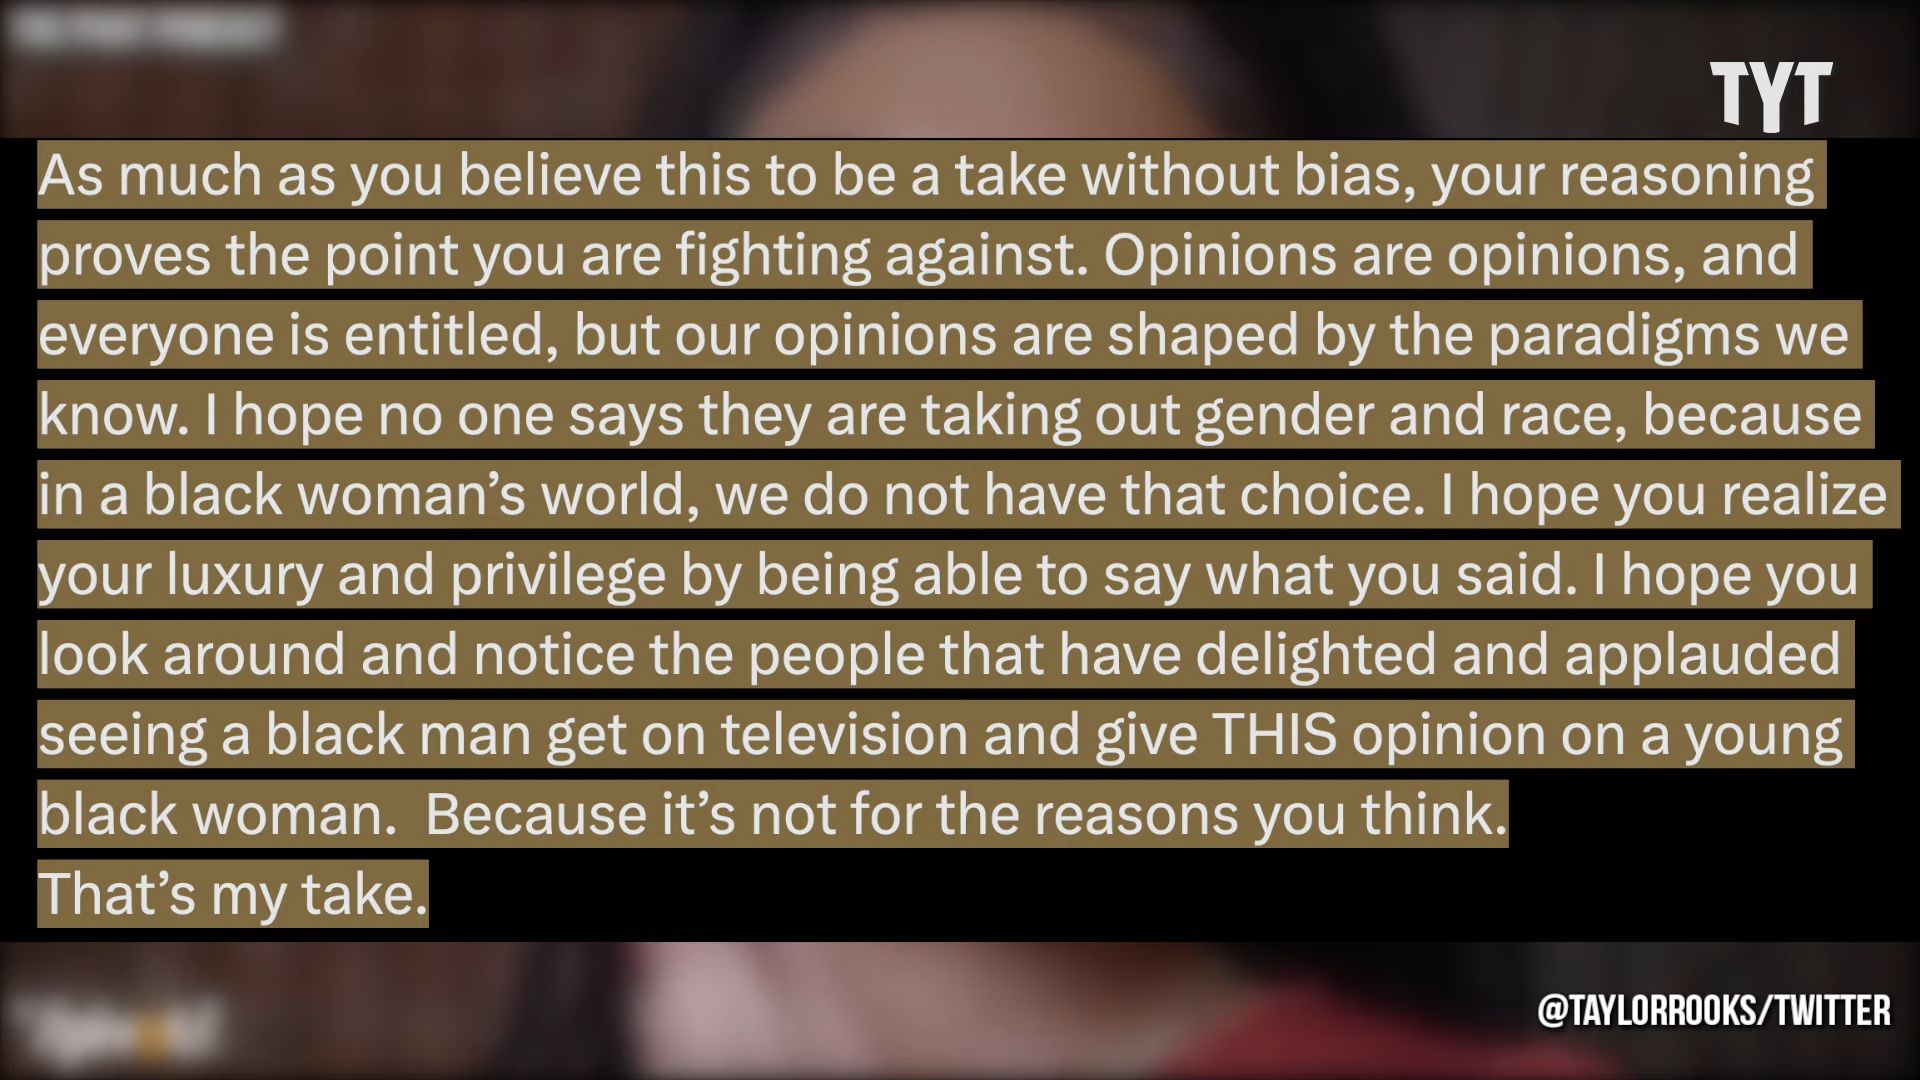 TYT
As much as you believe this to be a take without bias, your reasoning
proves the point you are fighting against. Opinions are opinions, and
everyone is entitled, but our opinions are shaped by the paradigms we
know. I hope no one says they are taking out gender and race, because
in a black woman’s world, we do not have that choice. I hope you realize
your luxury and privilege by being able to say what you said. I hope you
look around and notice the people that have delighted and applauded
seeing a black man get on television and give THIS opinion on a young
black woman.  Because it’s not for the reasons you think.
That’s my take.
@TAYLORROOKS/TWITTER